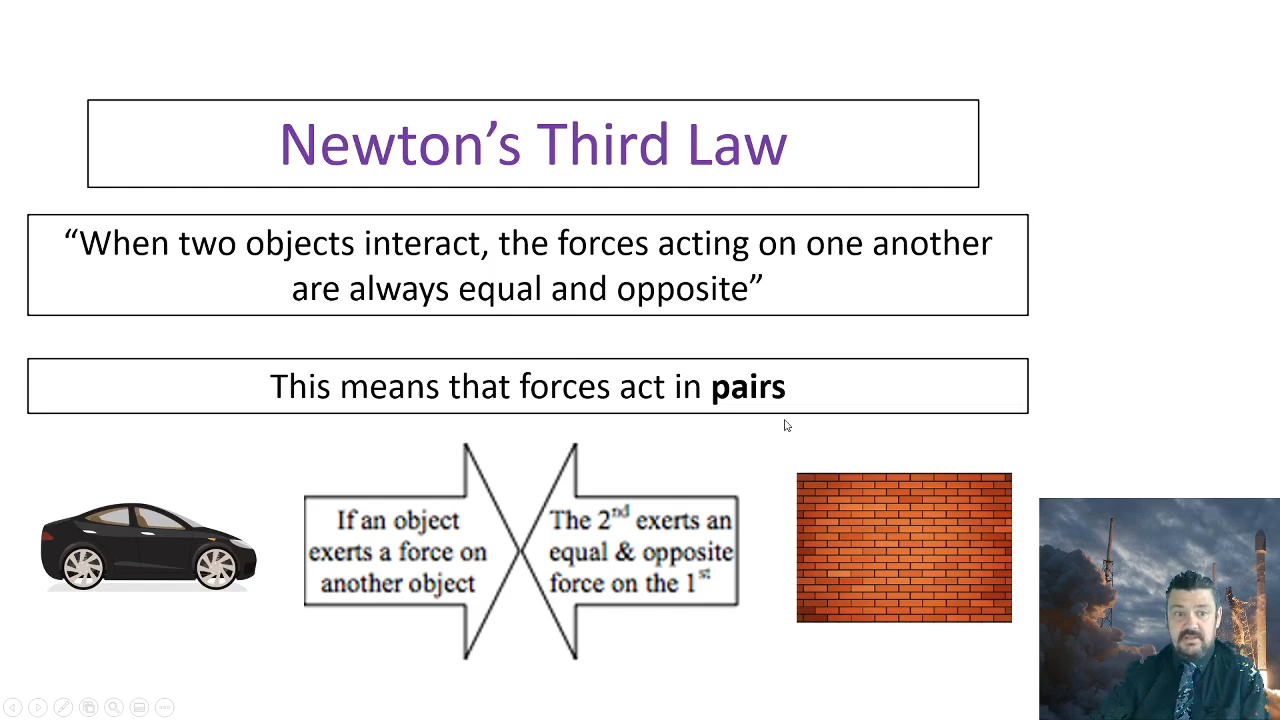 Newton’s Third Law
“When two objects interact, the forces acting on one another
are always equal and opposite”
This means that forces act in pairs
If an object
exerts a force on
another object
The 2nd exerts an
equal & opposite
force on the 1st